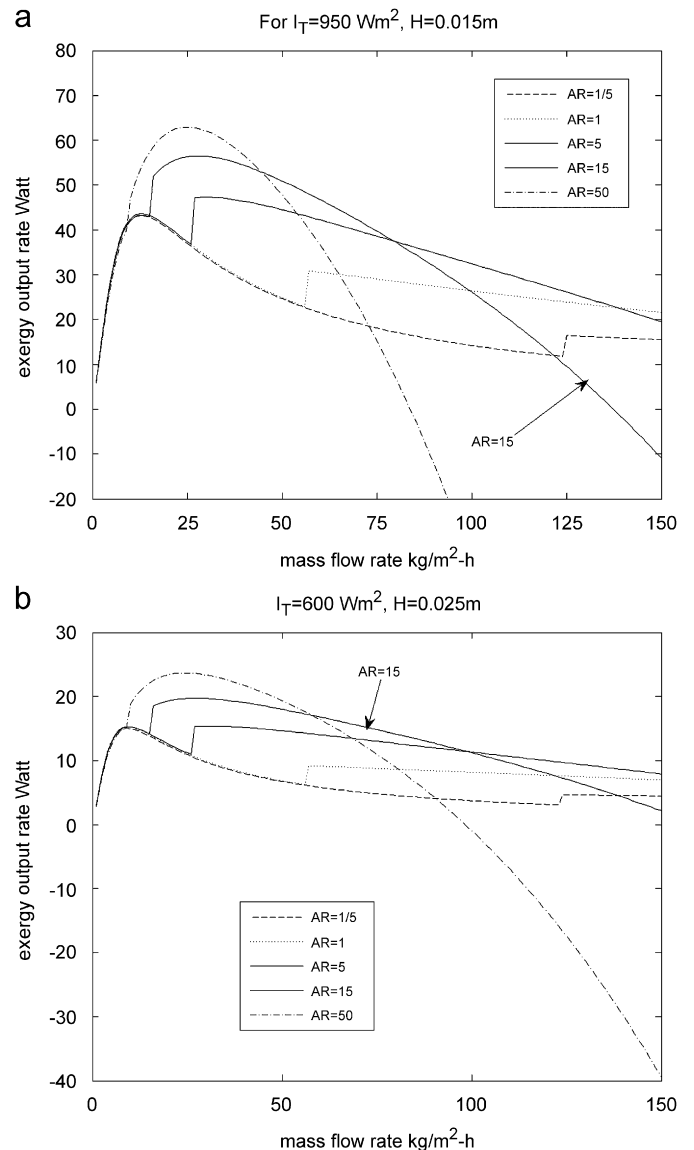 a
For I_T=950 Wm², H=0.015m
80
70
60
50
40
30
20
10
0
-10
-20
exergy output rate Watt
AR=1/5
AR=1
AR=5
AR=15
AR=50
AR=15
0
25
50
75
100
125
150
mass flow rate kg/m²-h
b
I_T=600 Wm², H=0.025m
30
20
10
0
-10
-20
-30
-40
exergy output rate Watt
AR=15
AR=1/5
AR=1
AR=5
AR=15
AR=50
0
50
100
150
mass flow rate kg/m²-h